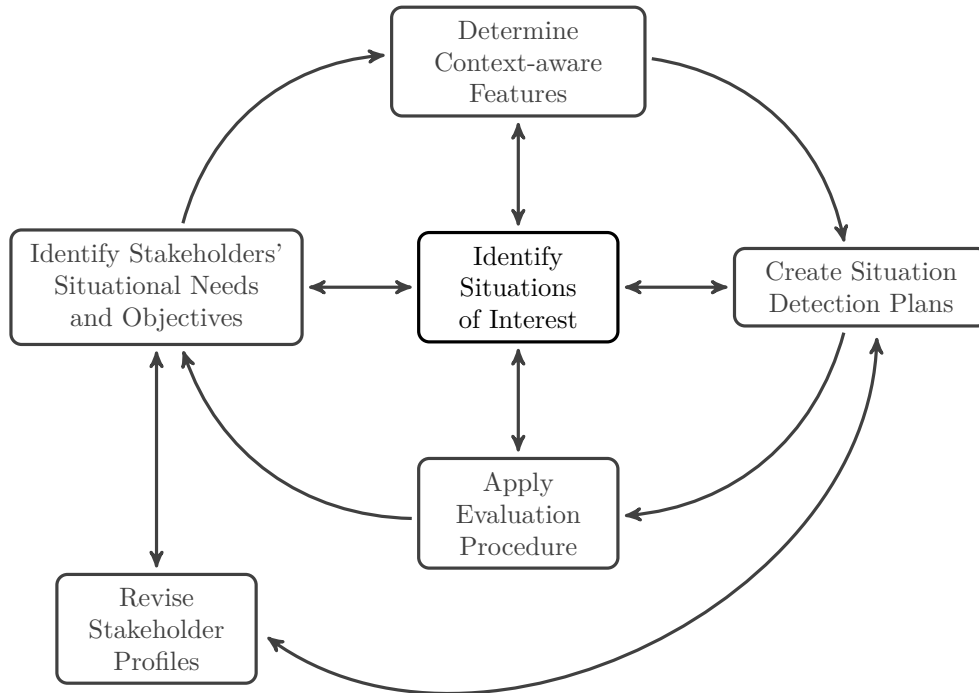 Determine
Context-aware
Features
Identify Stakeholders’
Situational Needs
and Objectives
Identify
Situations
of Interest
Create Situation
Detection Plans
Apply
Evaluation
Procedure
Revise
Stakeholder
Profiles